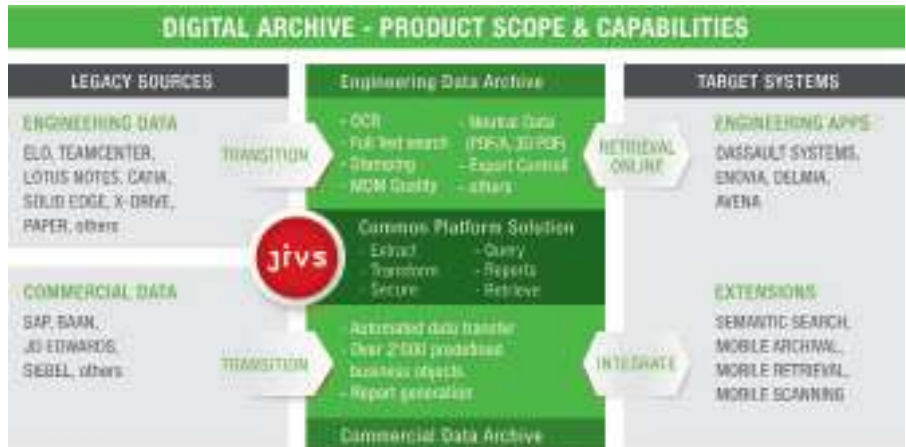 DIGITAL ARCHIVE - PRODUCT SCOPE & CAPABILITIES
LEGACY SOURCES
ENGINEERING DATA
ELO, TEAMCENTER,
LOTUS NOTES, CATIA,
SOLID EDGE, X-DRIVE,
PAPER, others
COMMERCIAL DATA
SAP, BAAN,
JD EDWARDS,
SIEBEL, others
TRANSITION
TRANSITION
JiVS
Engineering Data Archive
- OCR
- Full Text search
- Stamping
- MDM Quality
- Neutral Data
(PDF/A, 3D PDF)
- Export Controll
- others
Common Platform Solution
- Extract
- Transform
- Secure
- Query
- Reports
- Retrieve
- Automated data transfer
- Over 2'000 predefined
business objects
- Report generation
Commercial Data Archive
RETRIEVAL
ONLINE
INTEGRATE
TARGET SYSTEMS
ENGINEERING APPS
DASSAULT SYSTEMS,
ENOVIA, DELMIA,
AVENA
EXTENSIONS
SEMANTIC SEARCH,
MOBILE ARCHIVAL,
MOBILE RETRIEVAL,
MOBILE SCANNING